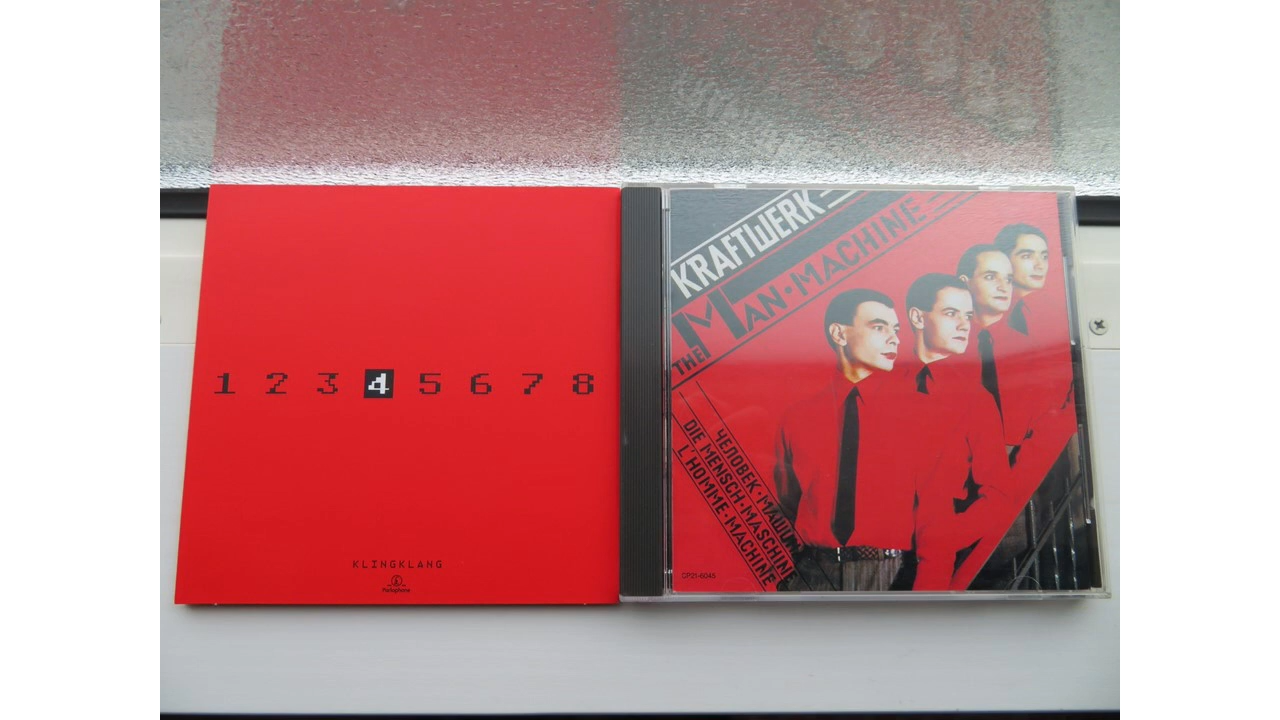 1 2 3 4 5 6 7 8
KLINGKLANG
Parlophone
KRAFTWERK
THE MAN·MACHINE
ЧЕЛОВЕК·МАШИН
DIE MENSCH·MASCHINE
L'HOMME·MACHINE
CP21-6045